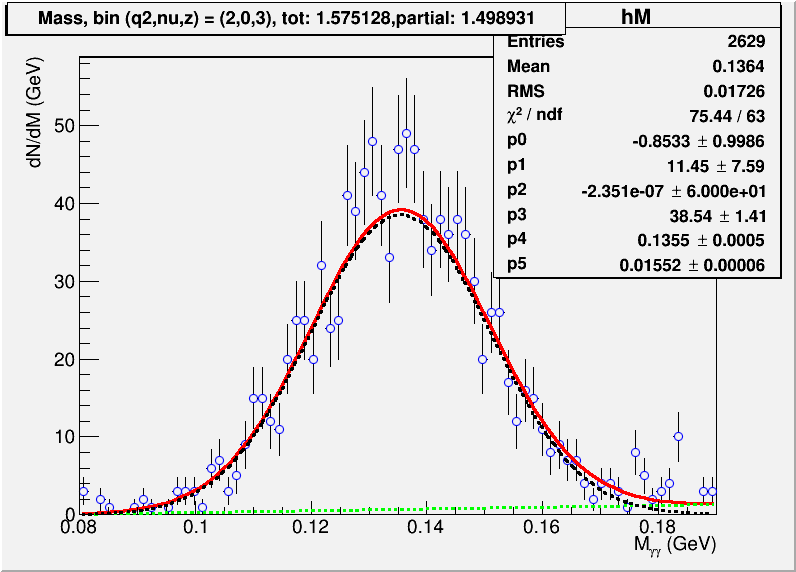 Mass, bin (q2,nu,z) = (2,0,3), tot: 1.575128,partial: 1.498931
hM
Entries 2629
Mean 0.1364
RMS 0.01726
χ² / ndf 75.44 / 63
p0 -0.8533 ± 0.9986
p1 11.45 ± 7.59
p2 -2.351e-07 ± 6.000e+01
p3 38.54 ± 1.41
p4 0.1355 ± 0.0005
p5 0.01552 ± 0.00006
dN/dM (GeV)
50
40
30
20
10
0
0.08 0.1 0.12 0.14 0.16 0.18
Mγγ (GeV)